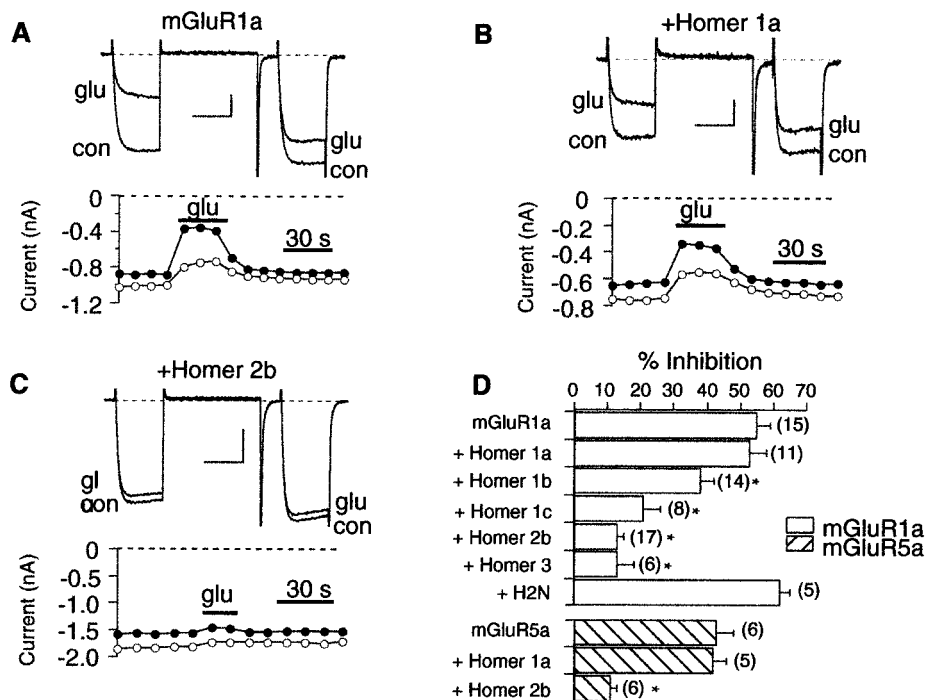 A
mGluR1a
glu
con
glu
con
Current (nA)
0
-0.4
-0.8
-1.2
glu
30 s
B
+Homer 1a
glu
con
glu
con
Current (nA)
0
-0.2
-0.4
-0.6
-0.8
glu
30 s
C
+Homer 2b
gl
con
glu
con
Current (nA)
0
-0.5
-1.0
-1.5
-2.0
glu
30 s
D
% Inhibition
0 10 20 30 40 50 60 70
mGluR1a (15)
+ Homer 1a (11)
+ Homer 1b (14)*
+ Homer 1c (8)*
+ Homer 2b (17)*
+ Homer 3 (6)*
+ H2N (5)
mGluR5a (6)
+ Homer 1a (5)
+ Homer 2b (6) *
mGluR1a
mGluR5a